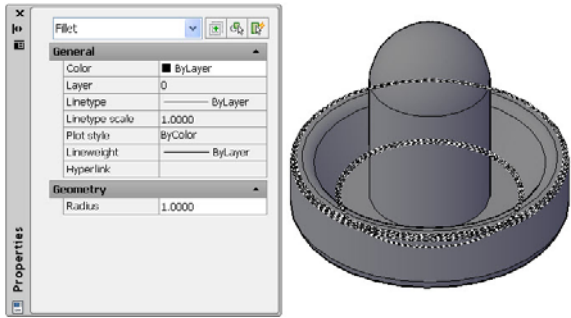 Fillet
General
Color ByLayer
Layer 0
Linetype ByLayer
Linetype scale 1.0000
Plot style ByColor
Lineweight ByLayer
Hyperlink
Geometry
Radius 1.0000
Properties